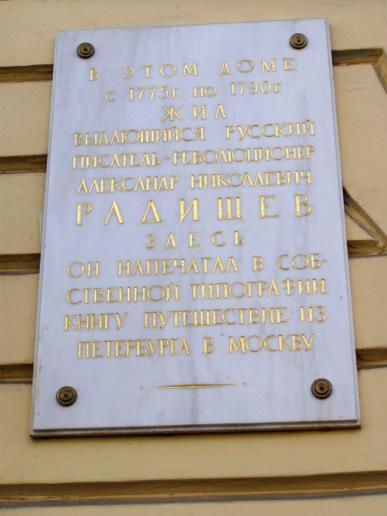 В ЭТОМ ДОМЕ
С 1775Г ПО 1790Г
ЖИЛ
ВЫДАЮЩИЙСЯ РУССКИЙ
ПИСАТЕЛЬ-РЕВОЛЮЦИОНЕР
АЛЕКСАНДР НИКОЛАЕВИЧ
РАДИЩЕВ
ЗДЕСЬ
ОН НАПЕЧАТАЛ В СОБ-
СТВЕННОЙ ТИПОГРАФИИ
КНИГУ ПУТЕШЕСТВИЕ ИЗ
ПЕТЕРБУРГА В МОСКВУ